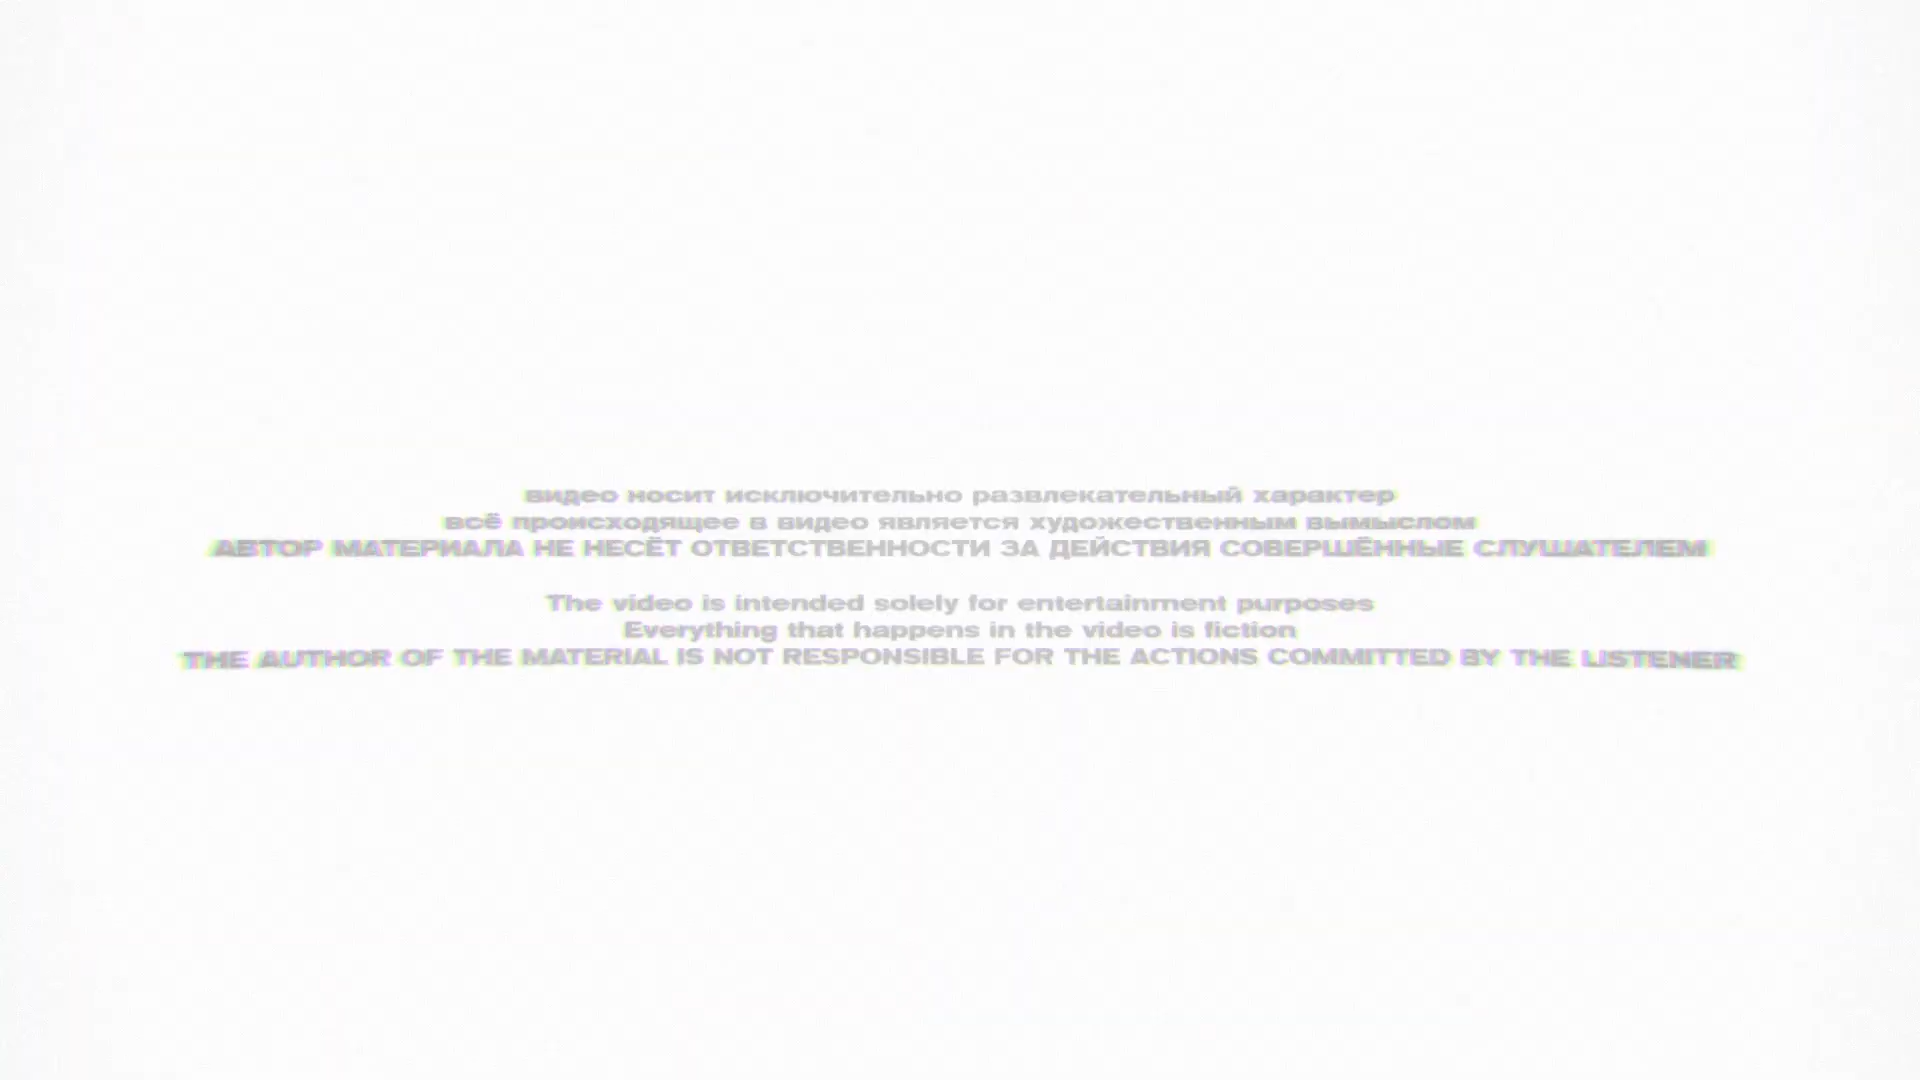 видео носит исключительно развлекательный характер
всё происходящее в видео является художественным вымыслом
АВТОР МАТЕРИАЛА НЕ НЕСЁТ ОТВЕТСТВЕННОСТИ ЗА ДЕЙСТВИЯ СОВЕРШЁННЫЕ СЛУШАТЕЛЕМ
The video is intended solely for entertainment purposes
Everything that happens in the video is fiction
THE AUTHOR OF THE MATERIAL IS NOT RESPONSIBLE FOR THE ACTIONS COMMITTED BY THE LISTENER